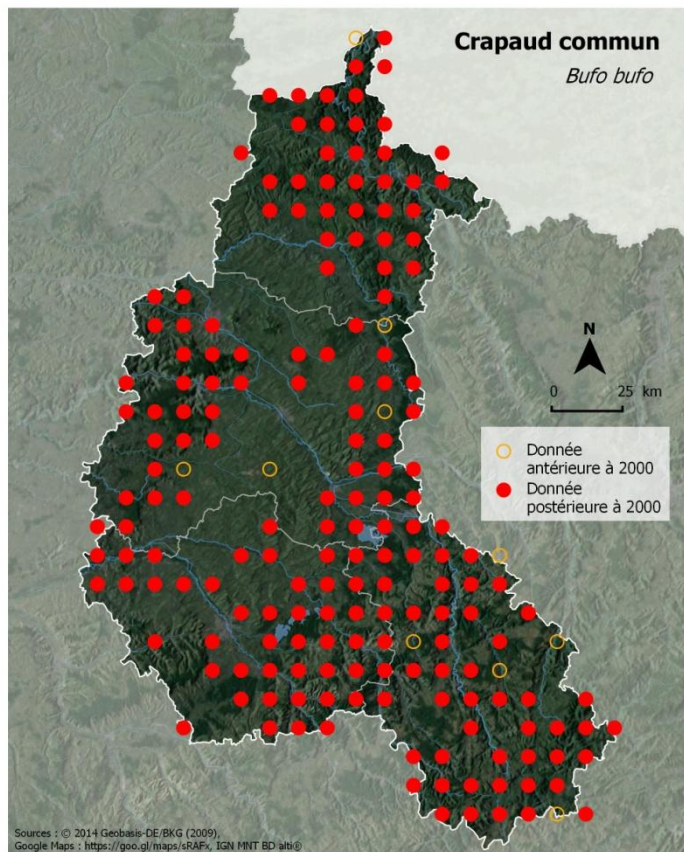 Crapaud commun
Bufo bufo
N
0 25 km
Donnée
antérieure à 2000
Donnée
postérieure à 2000
Sources : © 2014 Geobasis-DE/BKG (2009),
Google Maps : https://goo.gl/maps/sRAFx, IGN MNT BD alti®